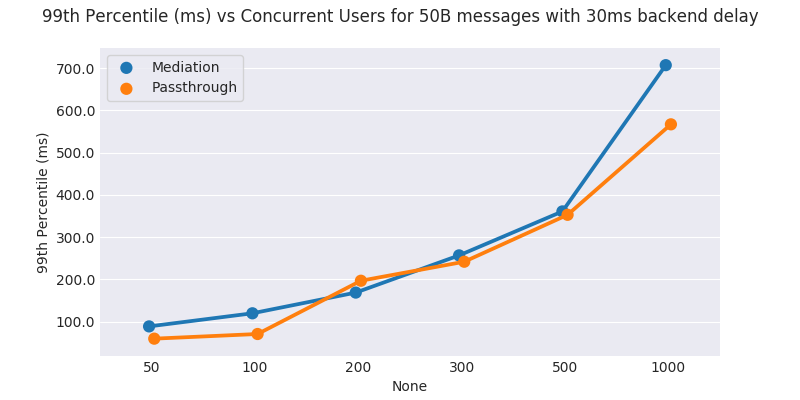 99th Percentile (ms) vs Concurrent Users for 50B messages with 30ms backend delay
Mediation
Passthrough
700.0
600.0
500.0
400.0
300.0
200.0
100.0
99th Percentile (ms)
50 100 200 300 500 1000
None